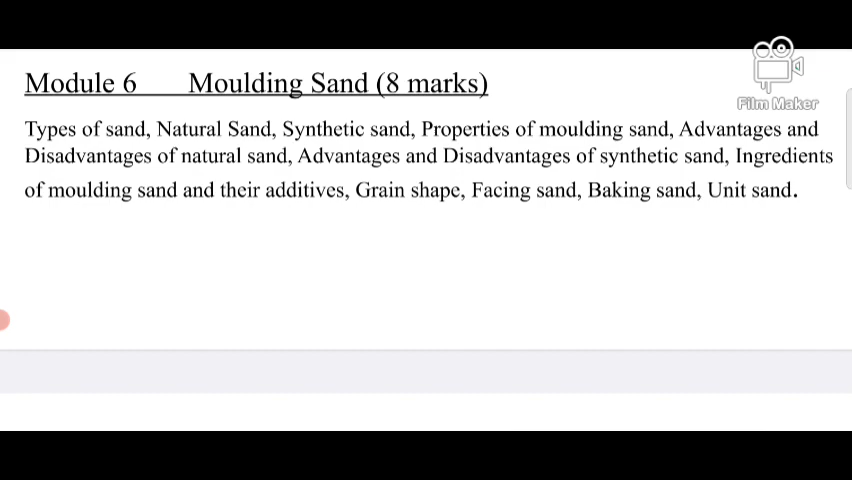 Module 6 Moulding Sand (8 marks)
Film Maker
Types of sand, Natural Sand, Synthetic sand, Properties of moulding sand, Advantages and
Disadvantages of natural sand, Advantages and Disadvantages of synthetic sand, Ingredients
of moulding sand and their additives, Grain shape, Facing sand, Baking sand, Unit sand.